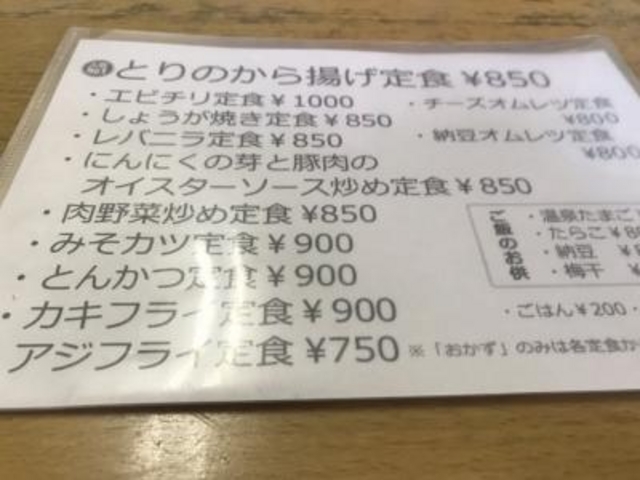 とりのから揚げ定食 ¥850
・エビチリ定食 ¥1000
・しょうが焼き定食 ¥850
・レバニラ定食 ¥850
・にんにくの芽と豚肉の
オイスターソース炒め定食 ¥850
・肉野菜炒め定食 ¥850
・みそカツ定食 ¥900
・とんかつ定食 ¥900
・カキフライ定食 ¥900
アジフライ定食 ¥750
・チーズオムレツ定食
¥800
・納豆オムレツ定食
¥800
ご飯のお供
・温泉たまご
・たらこ
・納豆
・梅干
・ごはん¥200・
※「おかず」のみは各定食か